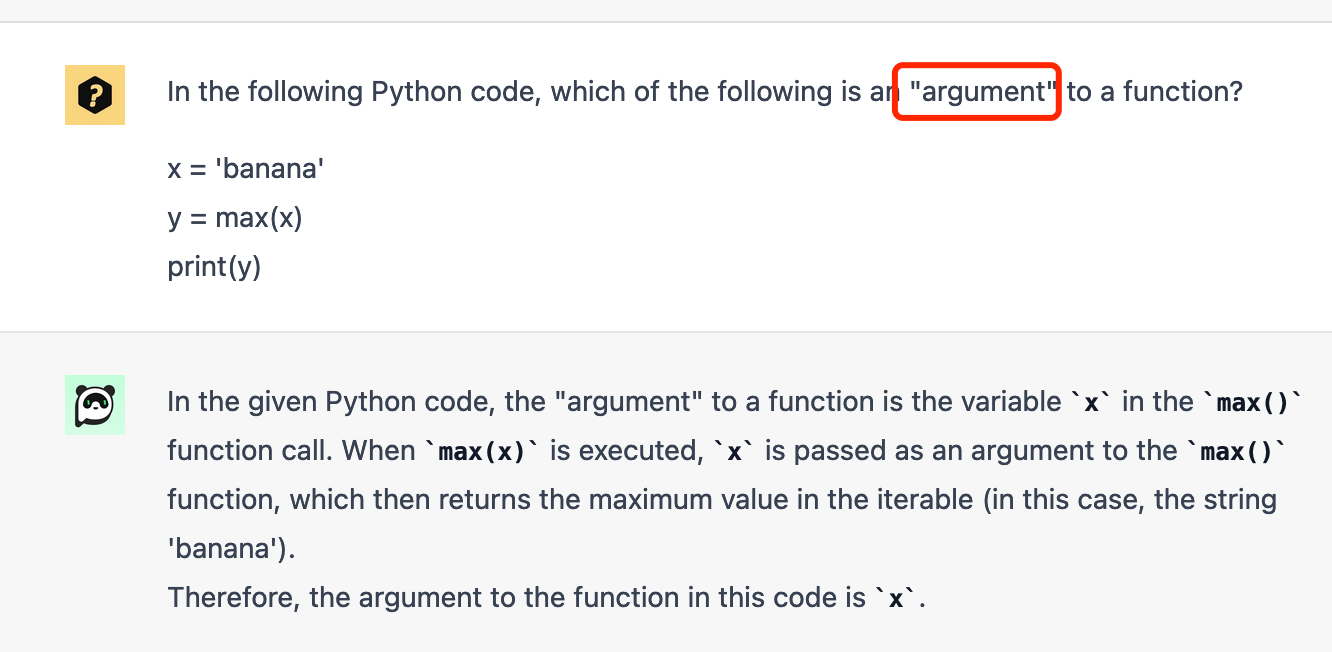 In the following Python code, which of the following is an "argument" to a function?
x = 'banana'
y = max(x)
print(y)
In the given Python code, the "argument" to a function is the variable `x` in the `max()`
function call. When `max(x)` is executed, `x` is passed as an argument to the `max()`
function, which then returns the maximum value in the iterable (in this case, the string
'banana').
Therefore, the argument to the function in this code is `x`.